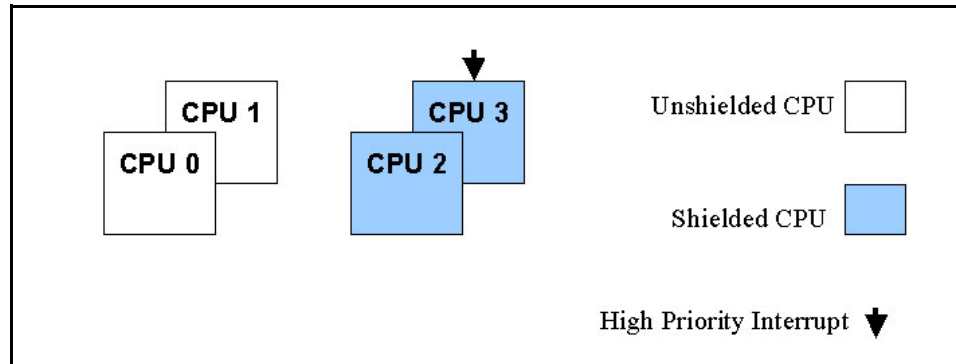 CPU 1
CPU 0
CPU 3
CPU 2
Unshielded CPU
Shielded CPU
High Priority Interrupt